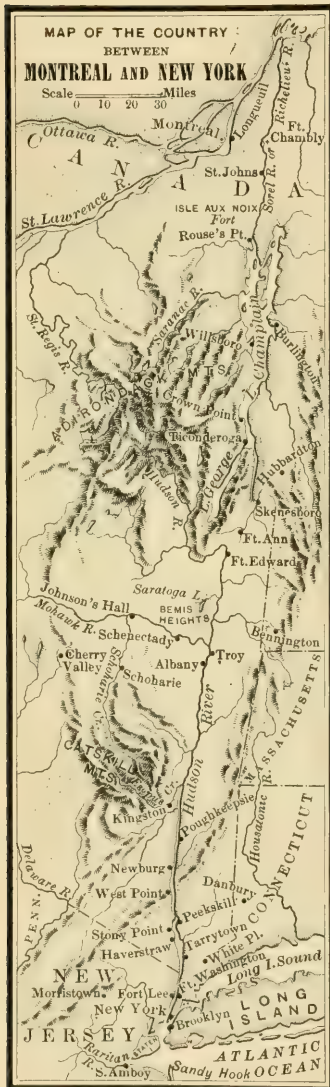 MAP OF THE COUNTRY
BETWEEN
MONTREAL AND NEW YORK
Scale Miles
0 10 20 30
Ottawa R.
Montreal
Longueuil
Richelieu R.
Ft.
Chambly
CANADA
St. Johns
Sorel R. or
St. Lawrence R.
ISLE AUX NOIX
Fort
Rouse's Pt.
Saranac R.
St. Regis R.
Willsboro
L. Champlain
Burlington
ADIRONDACK MTS.
Crown Point
Ticonderoga
Hudson R.
L. George
Hubbardton
Skenesboro
Ft. Ann
Ft. Edward
Saratoga L.
BEMIS
HEIGHTS
Johnson's Hall
Mohawk R.
Schenectady
Bennington
Cherry
Valley
Albany
Troy
Schoharie Cr.
Schoharie
MASSACHUSETTS
Hudson River
CATSKILL
MTS.
Kingston
Poughkeepsie
Housatonic R.
CONNECTICUT
Delaware R.
PENN.
Newburg
West Point
Danbury
Peekskill
Stony Point
Haverstraw
Tarrytown
White Pl.
Ft. Washington
Long I. Sound
NEW
JERSEY
Morristown
Fort Lee
New York
Brooklyn
LONG
ISLAND
Raritan
R.
STATEN
I.
S. Amboy
Sandy Hook
ATLANTIC
OCEAN